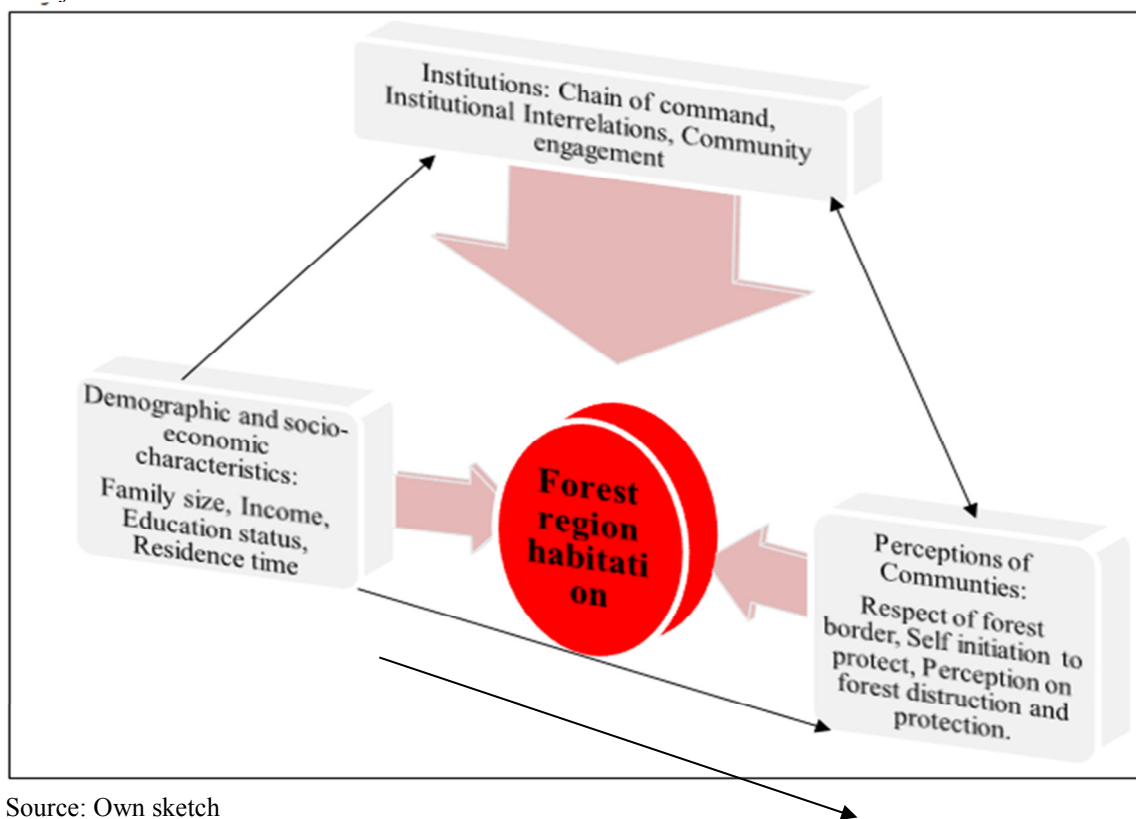 Institutions: Chain of command,
Institutional Interrelations, Community
engagement
Demographic and socio-
economic
characteristics:
Family size, Income,
Education status,
Residence time
Forest
region
habitati
on
Perceptions of
Communties:
Respect of forest
border, Self initiation to
protect, Perception on
forest distruction and
protection.
Source: Own sketch